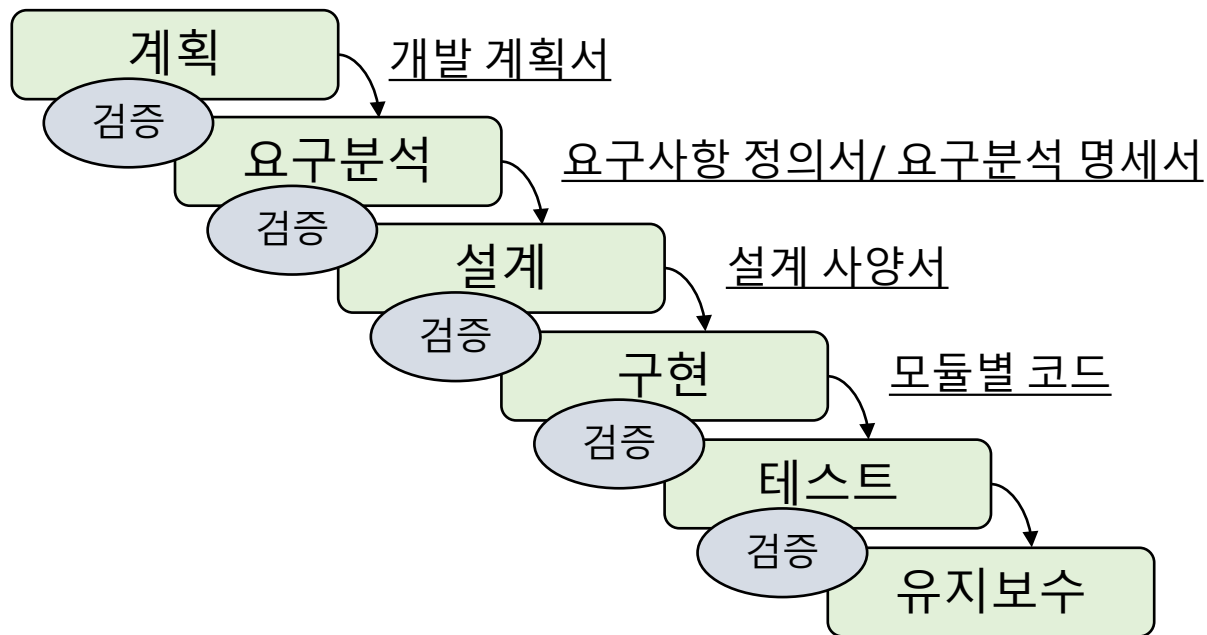 계획
개발 계획서
검증
요구분석
요구사항 정의서/ 요구분석 명세서
검증
설계
설계 사양서
검증
구현
모듈별 코드
검증
테스트
검증
유지보수